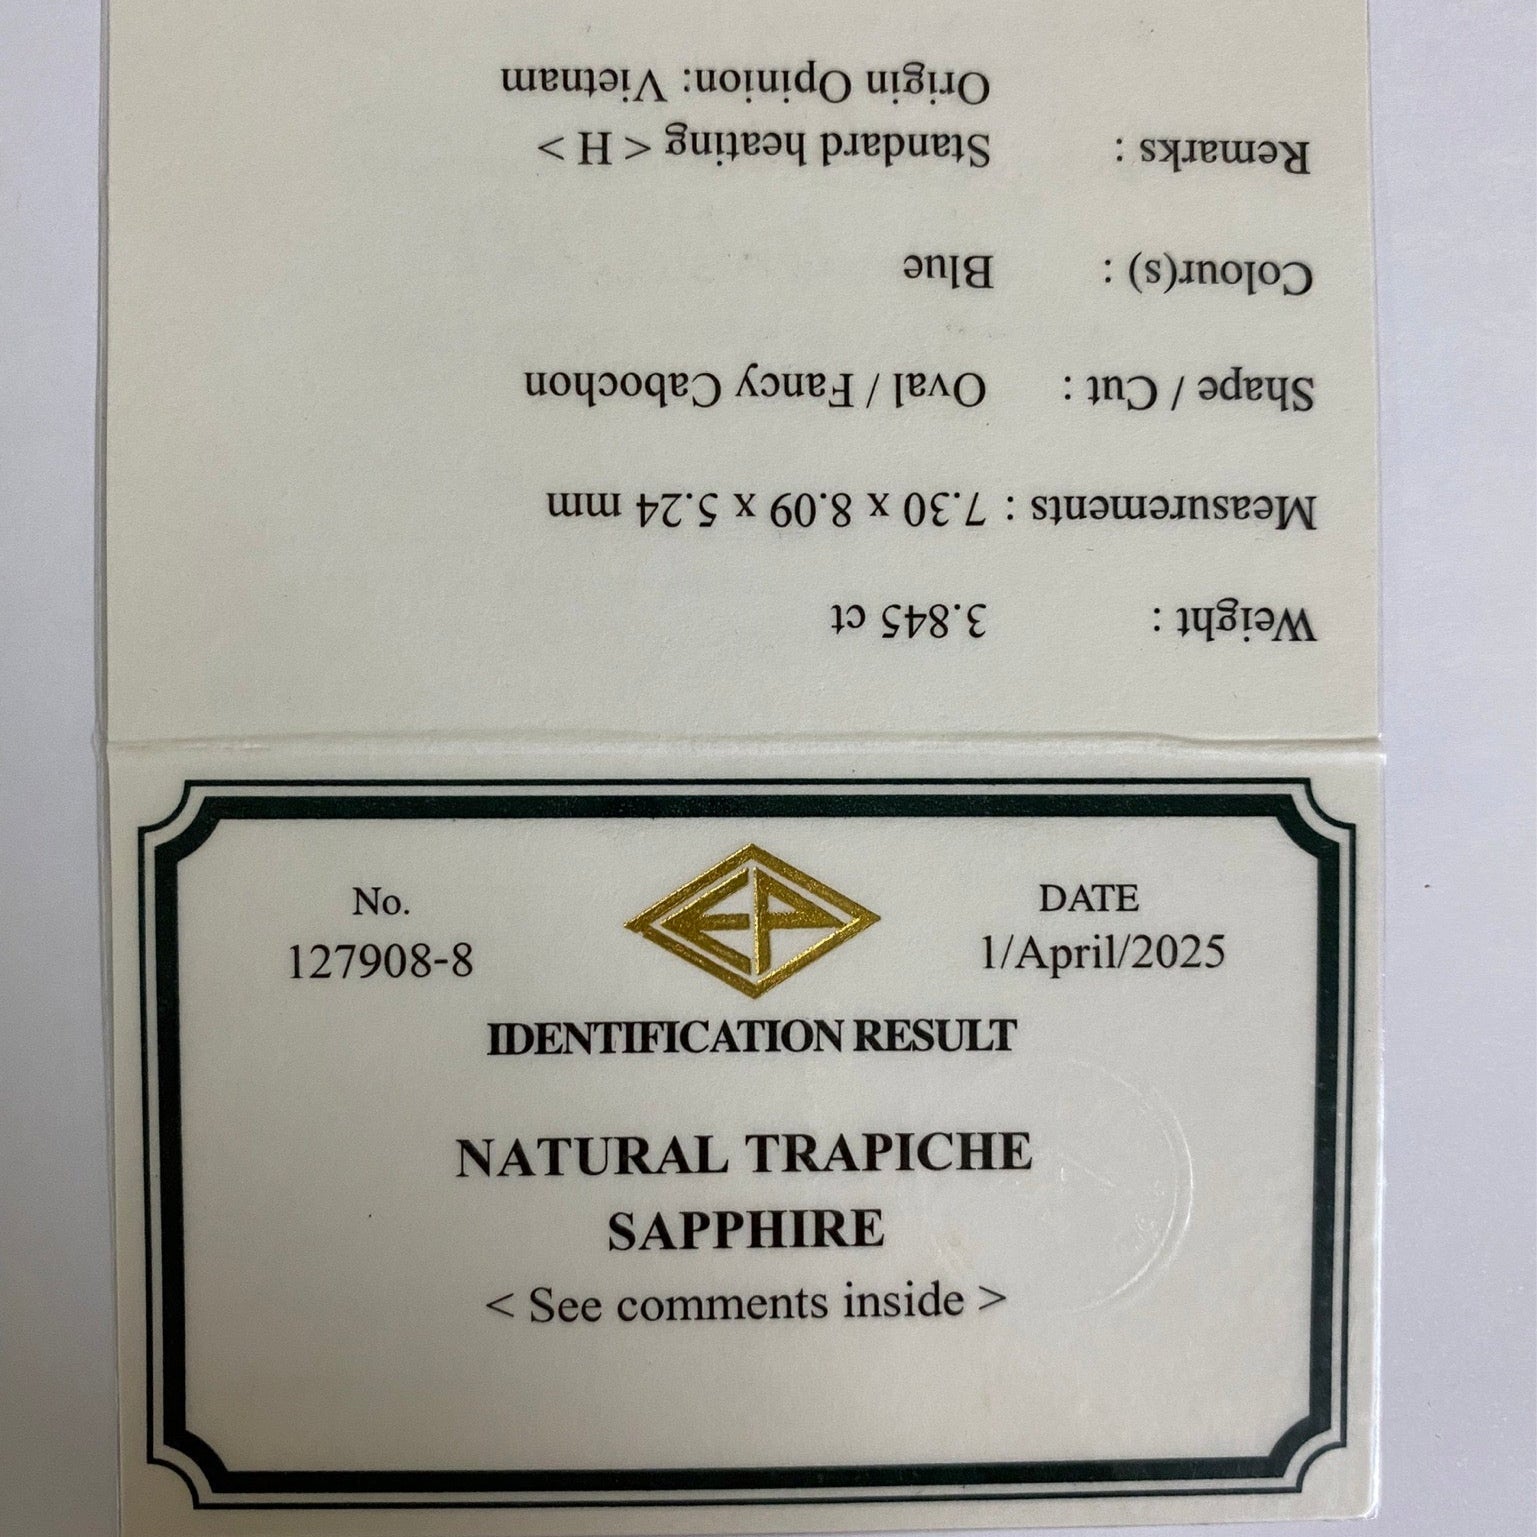 No.
127908-8
EP
DATE
1/April/2025
IDENTIFICATION RESULT
NATURAL TRAPICHE
SAPPHIRE
< See comments inside >
Weight : 3.845 ct
Measurements : 7.30 x 8.09 x 5.24 mm
Shape / Cut : Oval / Fancy Cabochon
Colour(s) : Blue
Remarks : Standard heating < H >
Origin Opinion: Vietnam